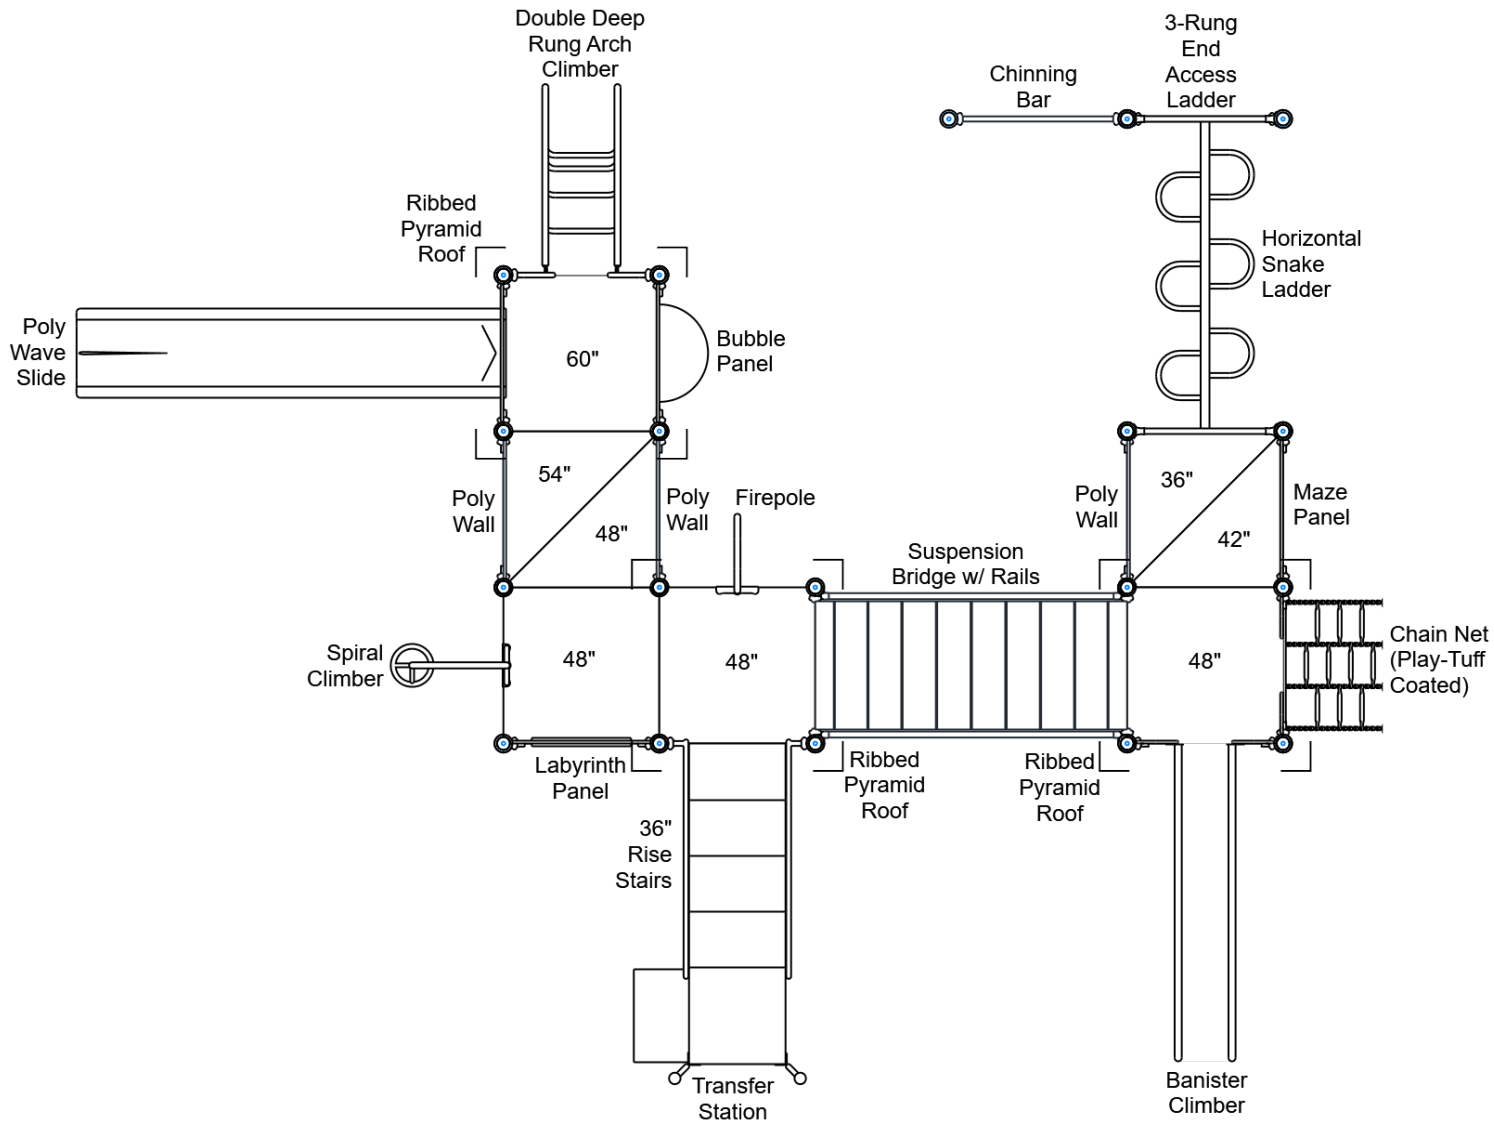 Double Deep
Rung Arch
Climber
3-Rung
End
Access
Ladder
Chinning
Bar
Ribbed
Pyramid
Roof
Horizontal
Snake
Ladder
Poly
Wave
Slide
60"
Bubble
Panel
54"
48"
Poly
Wall
Poly
Wall
Firepole
Poly
Wall
36"
42"
Maze
Panel
Suspension
Bridge w/ Rails
Spiral
Climber
48"
48"
48"
Chain Net
(Play-Tuff
Coated)
Labyrinth
Panel
Ribbed
Pyramid
Roof
Ribbed
Pyramid
Roof
36"
Rise
Stairs
Transfer
Station
Banister
Climber